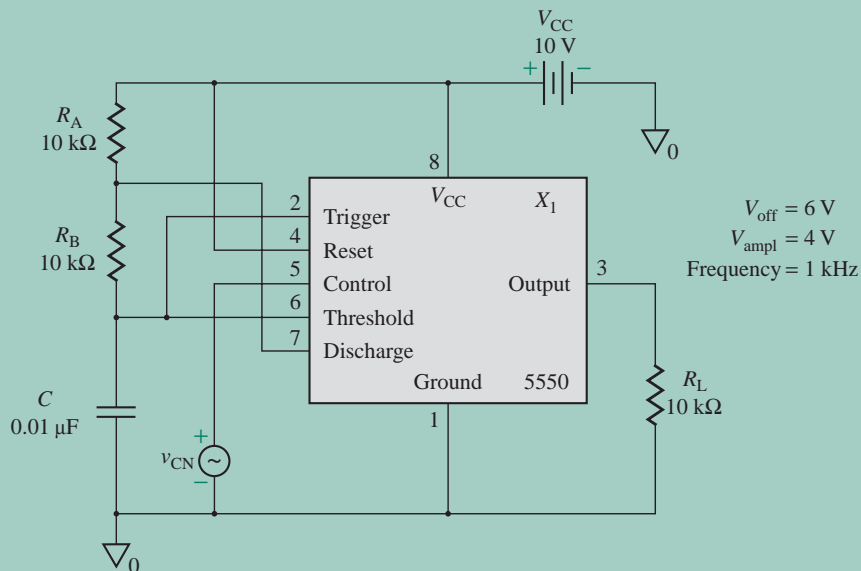 V_CC
10 V
+ −
R_A
10 kΩ
0
8
V_CC X_1
2 Trigger
4 Reset
R_B
10 kΩ
5 Control
3 Output
6 Threshold
7 Discharge
V_off = 6 V
V_ampl = 4 V
Frequency = 1 kHz
Ground 5550
1
R_L
10 kΩ
C
0.01 μF
+
v_CN ~
−
0